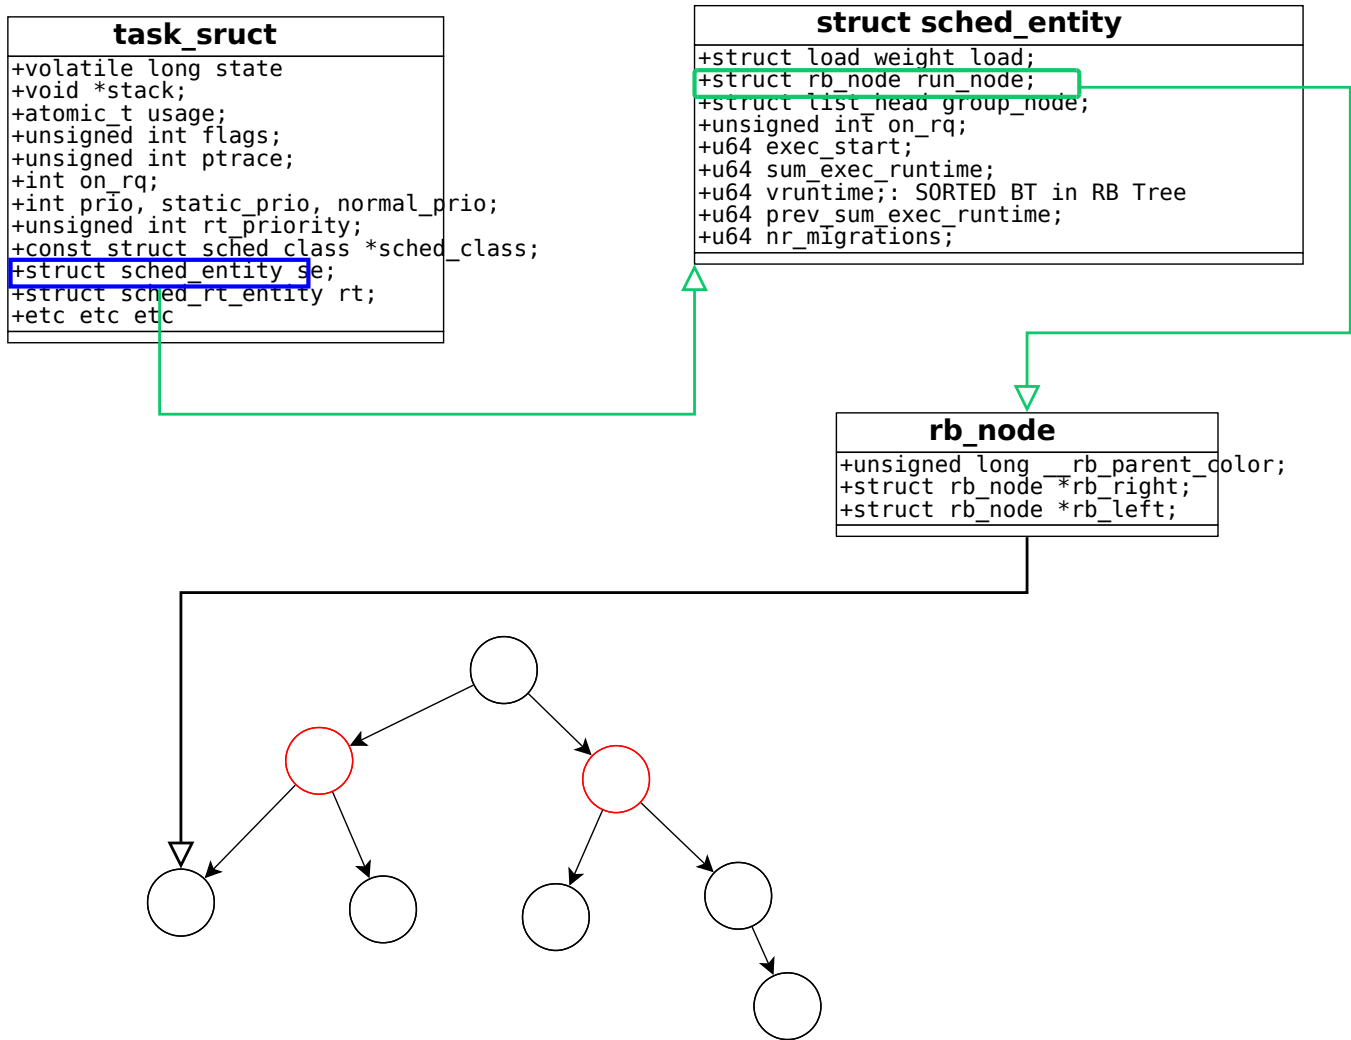 task_sruct
+volatile long state
+void *stack;
+atomic_t usage;
+unsigned int flags;
+unsigned int ptrace;
+int on_rq;
+int prio, static_prio, normal_prio;
+unsigned int rt_priority;
+const struct sched_class *sched_class;
+struct sched_entity se;
+struct sched_rt_entity rt;
+etc etc etc
struct sched_entity
+struct load_weight load;
+struct rb_node run_node;
+struct list_head group_node;
+unsigned int on_rq;
+u64 exec_start;
+u64 sum_exec_runtime;
+u64 vruntime;: SORTED BT in RB Tree
+u64 prev_sum_exec_runtime;
+u64 nr_migrations;
rb_node
+unsigned long __rb_parent_color;
+struct rb_node *rb_right;
+struct rb_node *rb_left;